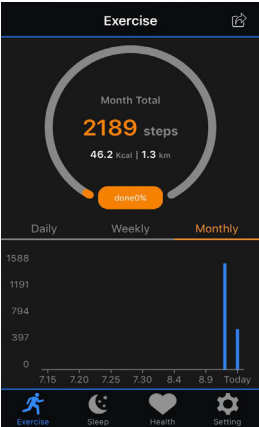 Exercise
Month Total
2189 steps
46.2 Kcal | 1.3 km
done0%
Daily Weekly Monthly
1588
1191
794
397
0
7.15 7.20 7.25 7.30 8.4 8.9 Today
Exercise Sleep Health Setting